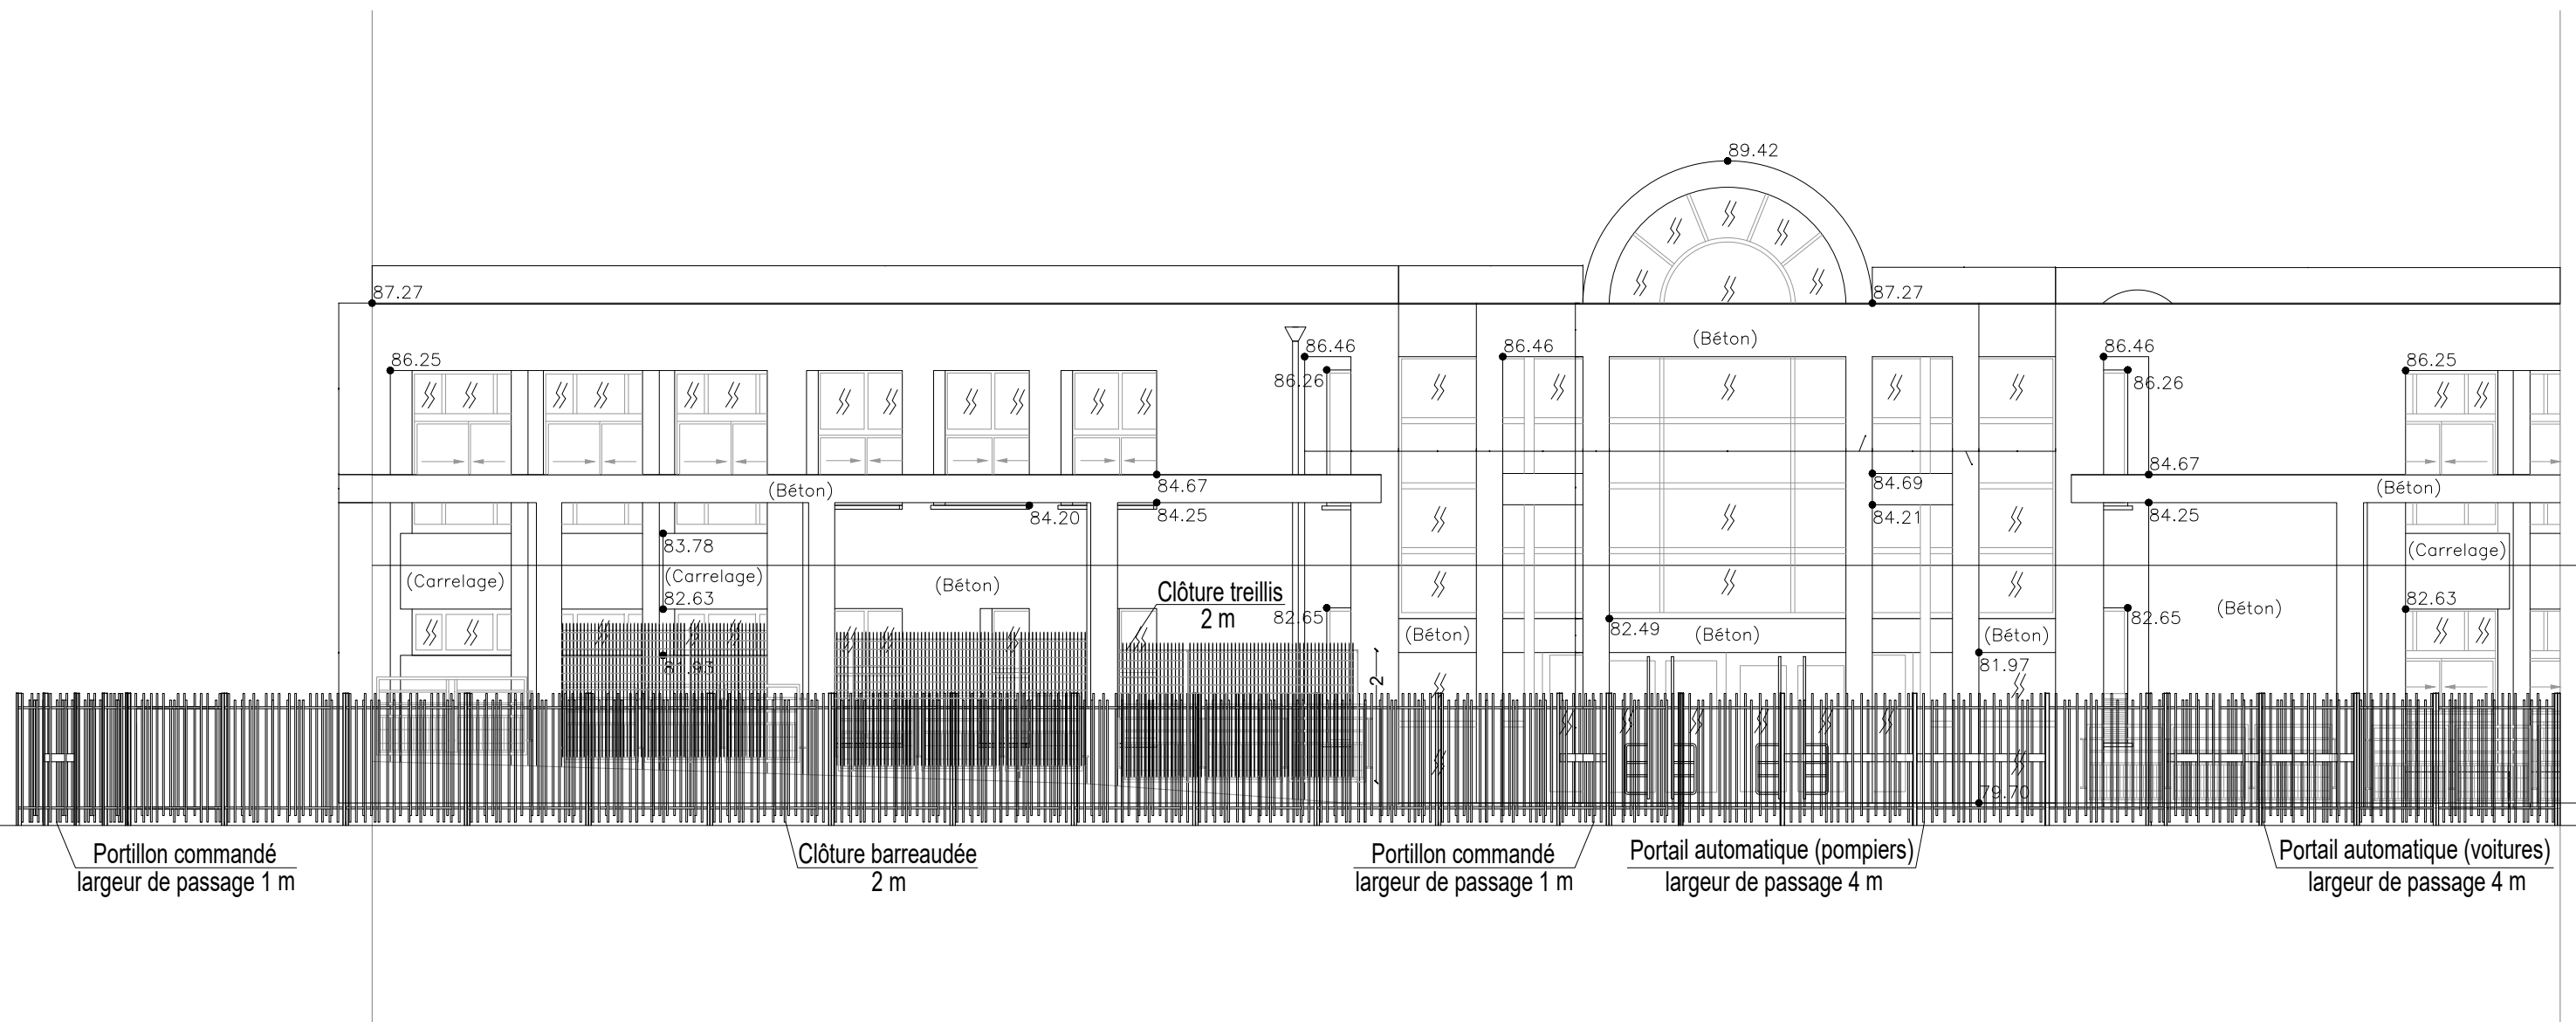 89.42
87.27
87.27
(Béton)
86.25
86.46
86.46
86.46
86.25
86.26
86.26
84.67
84.67
84.69
(Béton)
(Béton)
84.20
84.25
84.21
84.25
83.78
(Carrelage)
(Carrelage)
(Carrelage)
(Béton)
Clôture treillis
2 m
82.63
82.63
82.65
82.65
(Béton)
82.49
(Béton)
(Béton)
(Béton)
81.93
81.97
2
79.70
Portillon commandé
largeur de passage 1 m
Clôture barreaudée
2 m
Portillon commandé
largeur de passage 1 m
Portail automatique (pompiers)
largeur de passage 4 m
Portail automatique (voitures)
largeur de passage 4 m